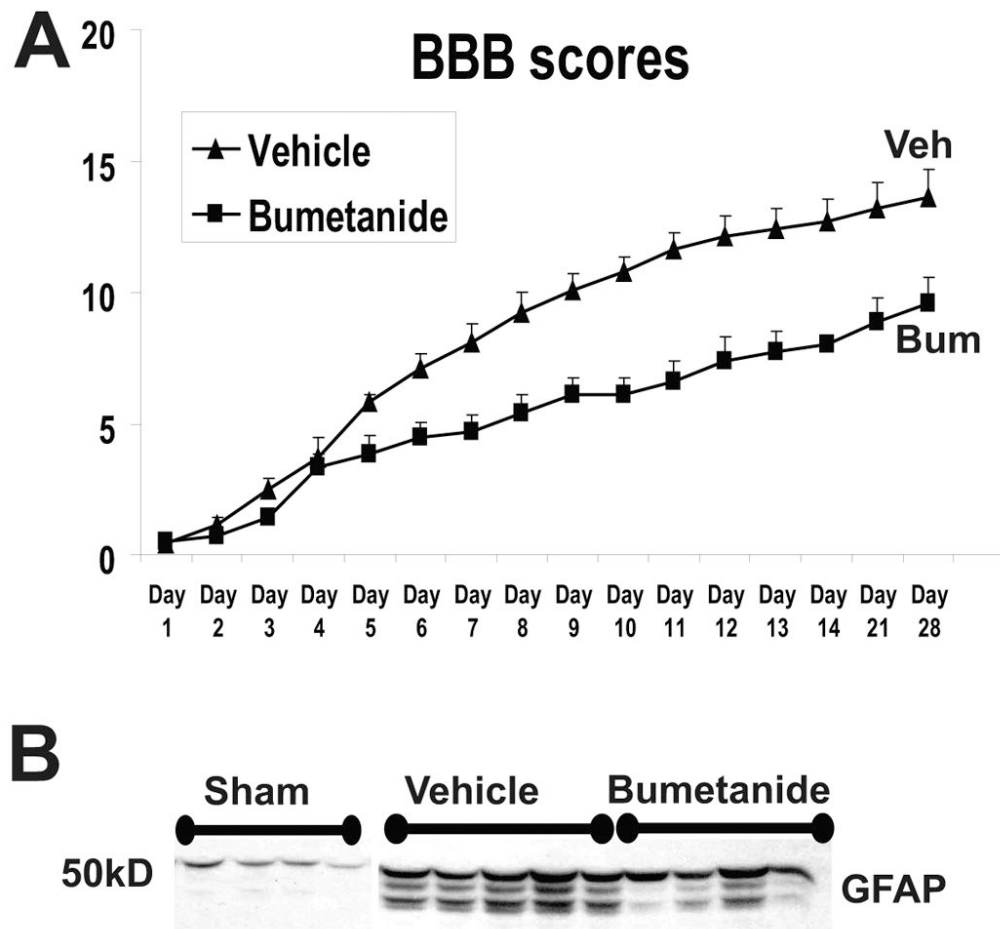 A
BBB scores
20
15
10
5
0
Vehicle
Bumetanide
Veh
Bum
Day Day Day Day Day Day Day Day Day Day Day Day Day Day Day Day
1 2 3 4 5 6 7 8 9 10 11 12 13 14 21 28
B
Sham Vehicle Bumetanide
50kD
GFAP